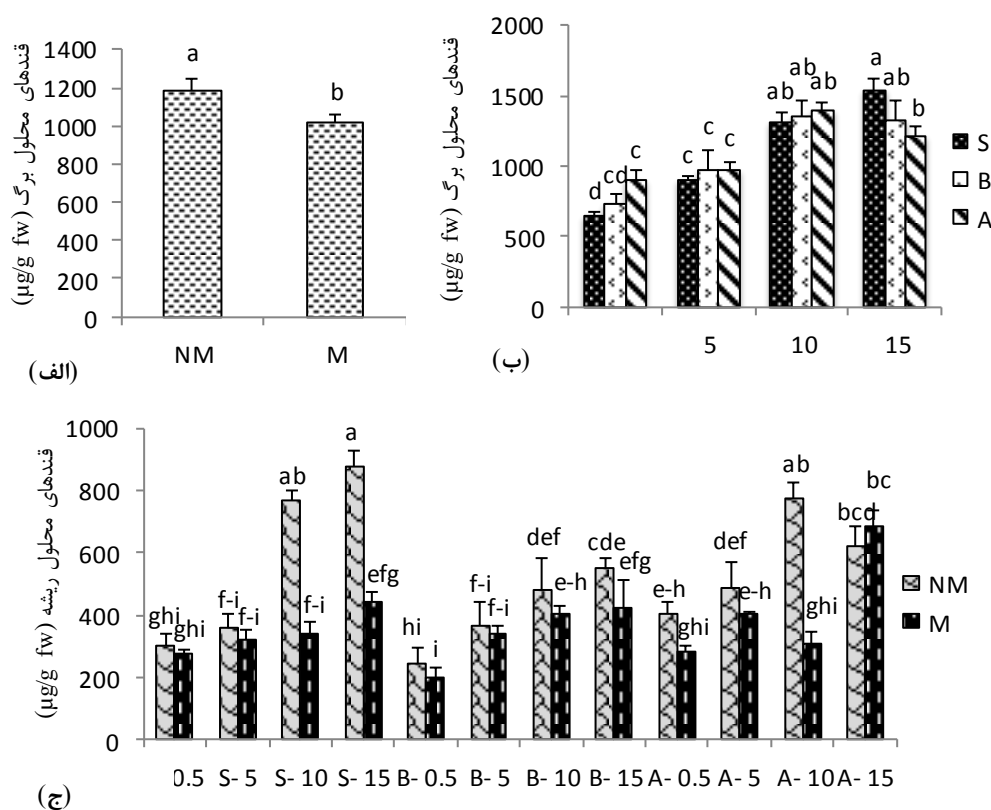 قندهای محلول برگ (µg/g fw)
1400
1200
1000
800
600
400
200
0
a
b
NM
M
(الف)
قندهای محلول برگ (µg/g fw)
2000
1500
1000
500
0
d cd c
c c c
ab ab ab
a ab b
5 10 15
S
B
A
(ب)
قندهای محلول ریشه (µg/g fw)
1000
800
600
400
200
0
ghi ghi f-i f-i ab f-i a efg hi i f-i f-i def e-h cde efg e-h ghi def e-h ab ghi bcd bc
0.5 S- 5 S- 10 S- 15 B- 0.5 B- 5 B- 10 B- 15 A- 0.5 A- 5 A- 10 A- 15
NM
M
(ج)